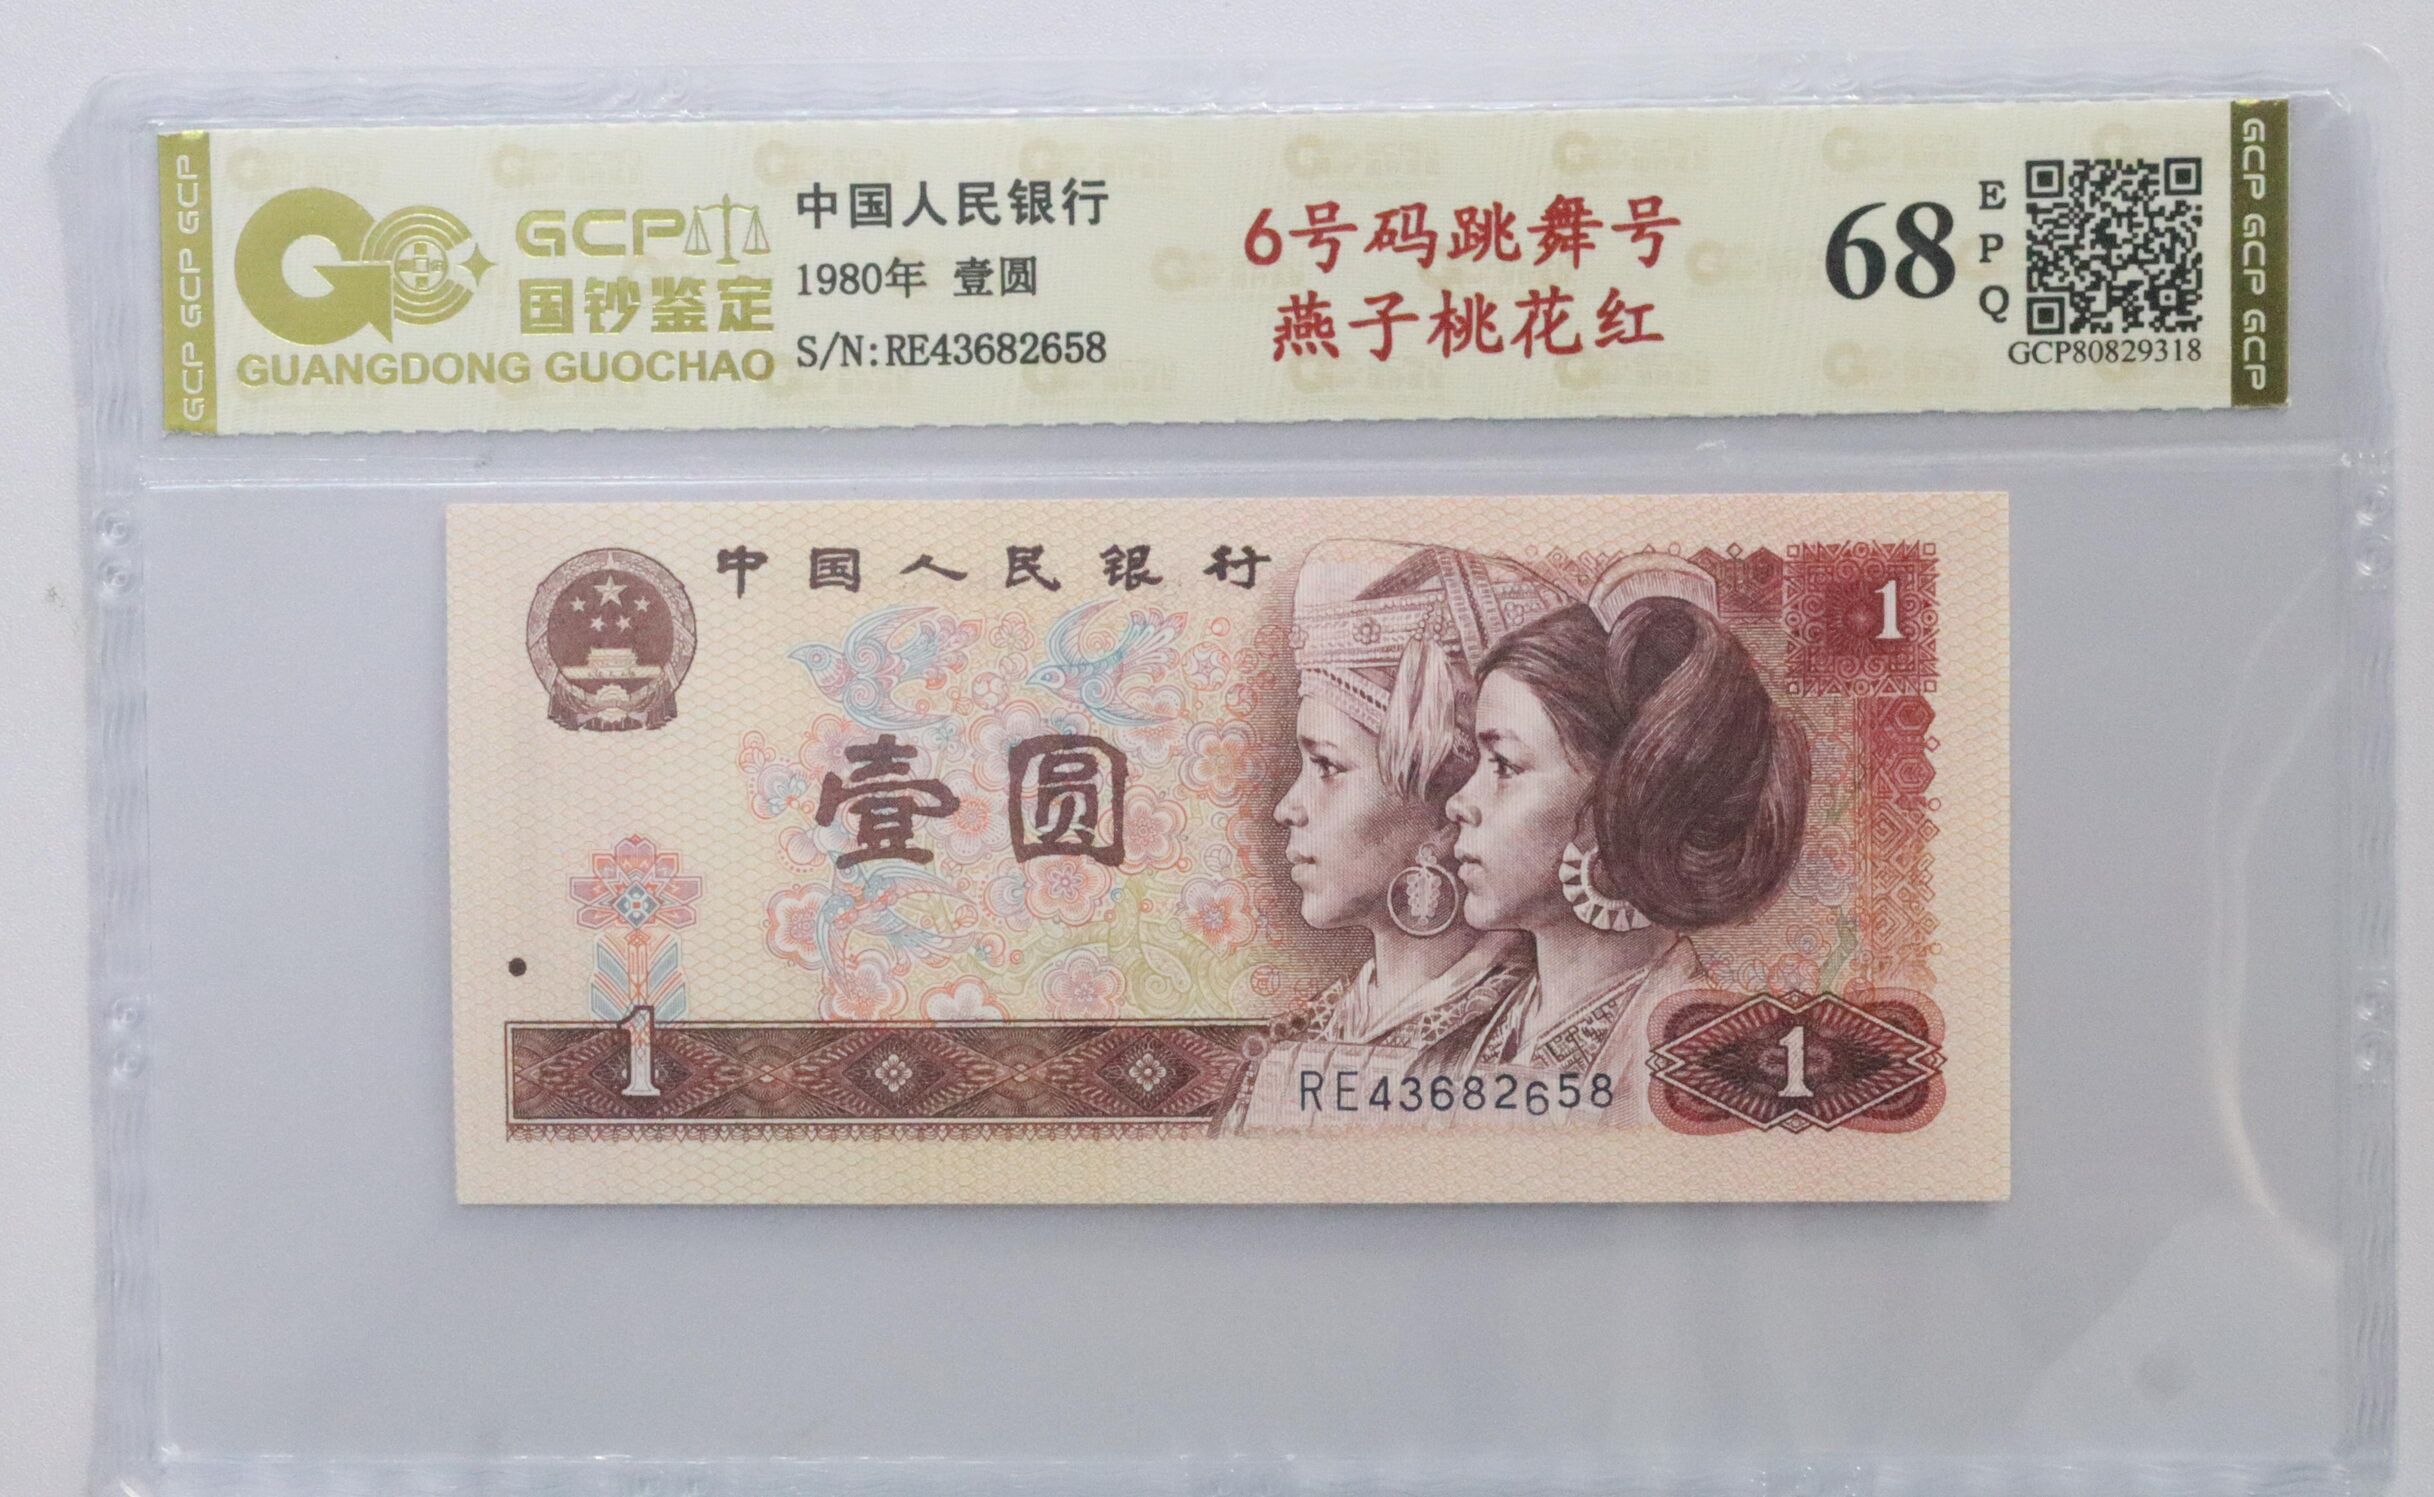 GCP GCP GCP
GCP
国钞鉴定
GUANGDONG GUOCHAO
中国人民银行
1980年 壹圆
S/N:RE43682658
6号码跳舞号
燕子桃花红
68
EPQ
GCP80829318
GCP GCP GCP
中国人民银行
1
壹圆
1
RE43682658
1